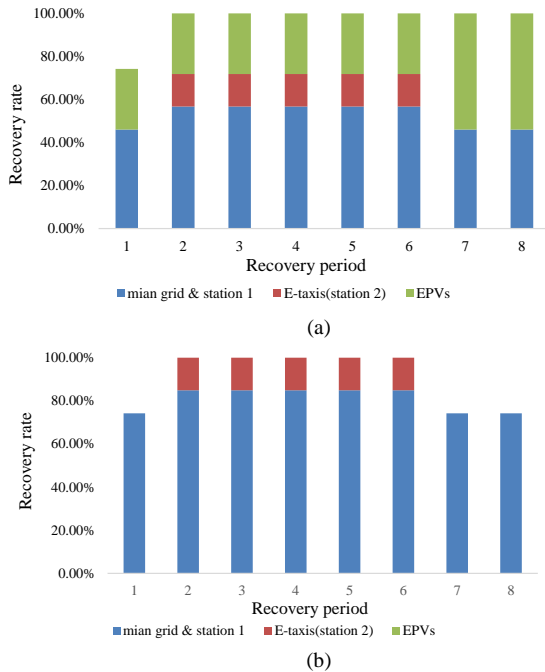 100.00%
80.00%
60.00%
40.00%
20.00%
0.00%
Recovery rate
1 2 3 4 5 6 7 8
Recovery period
mian grid & station 1 E-taxis(station 2) EPVs
(a)
100.00%
80.00%
60.00%
40.00%
20.00%
0.00%
Recovery rate
1 2 3 4 5 6 7 8
Recovery period
mian grid & station 1 E-taxis(station 2) EPVs
(b)